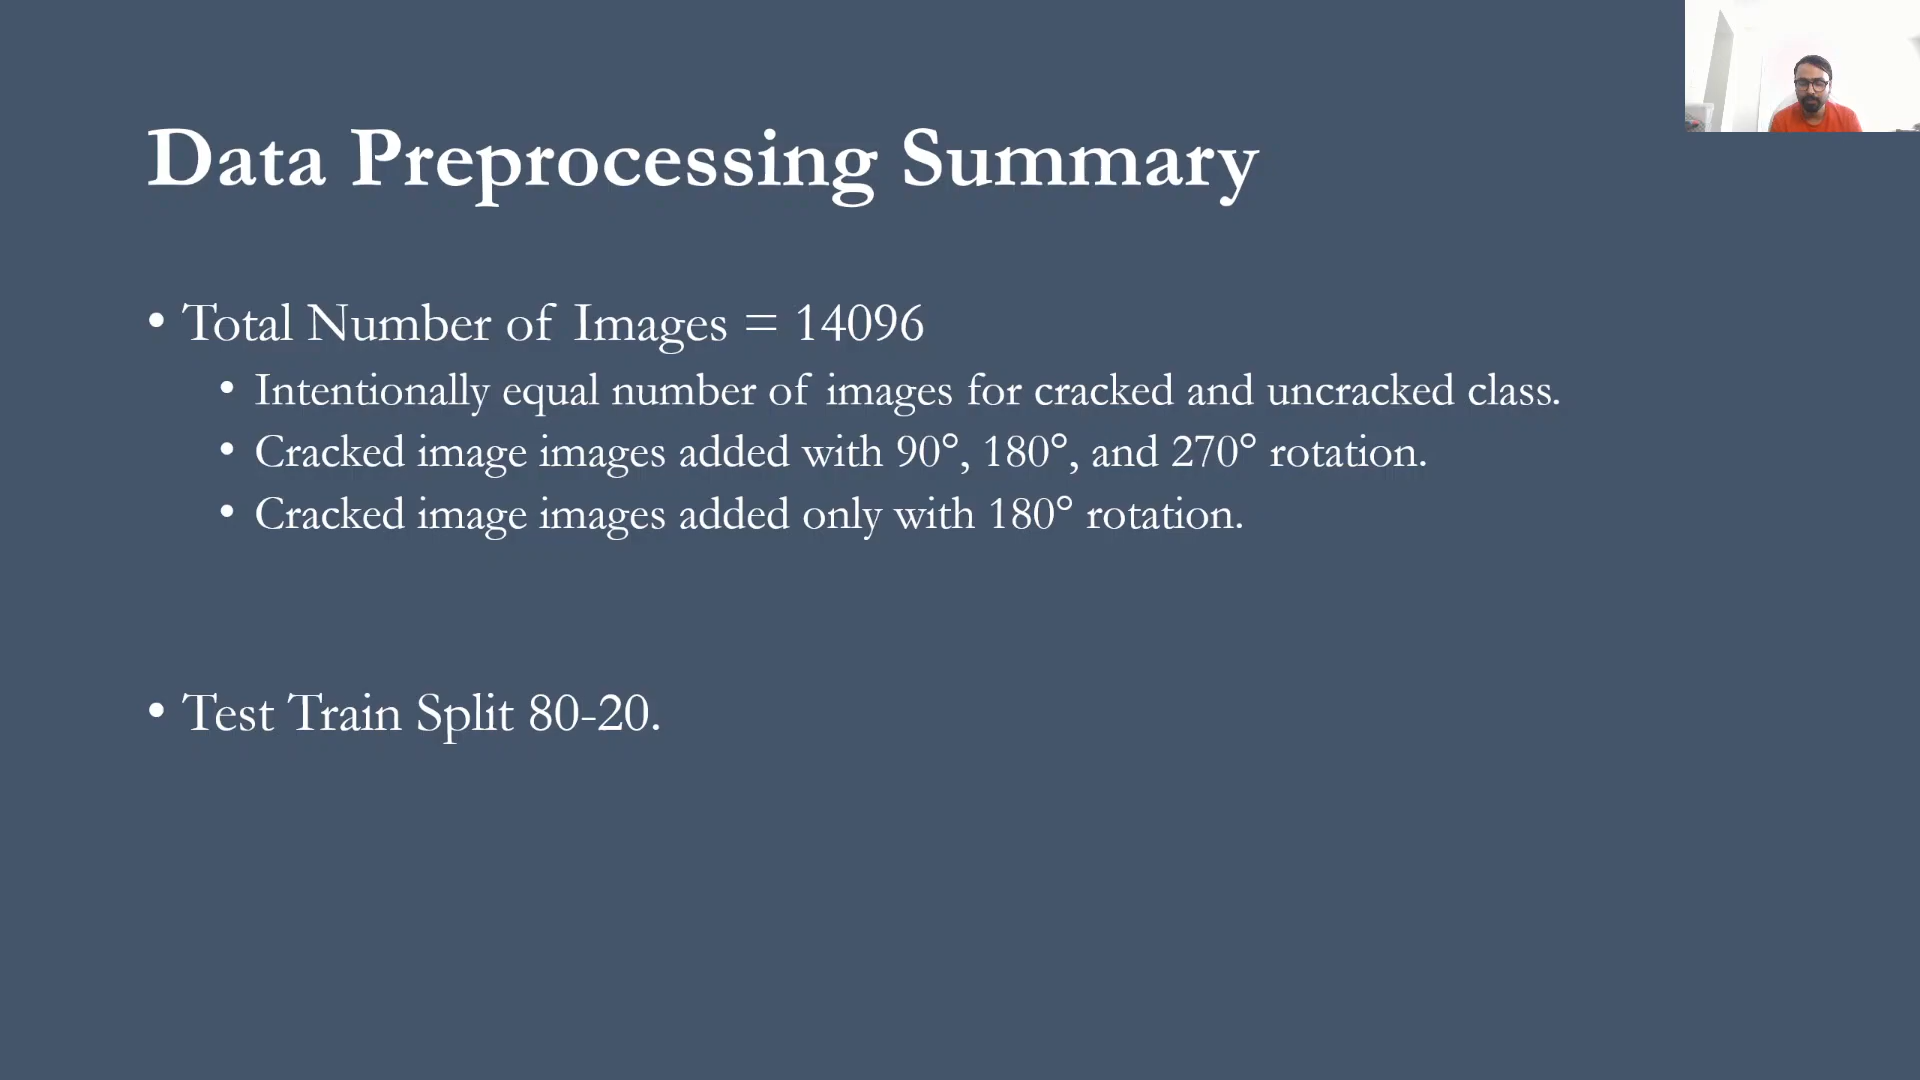 Data Preprocessing Summary
• Total Number of Images = 14096
• Intentionally equal number of images for cracked and uncracked class.
• Cracked image images added with 90°, 180°, and 270° rotation.
• Cracked image images added only with 180° rotation.
• Test Train Split 80-20.